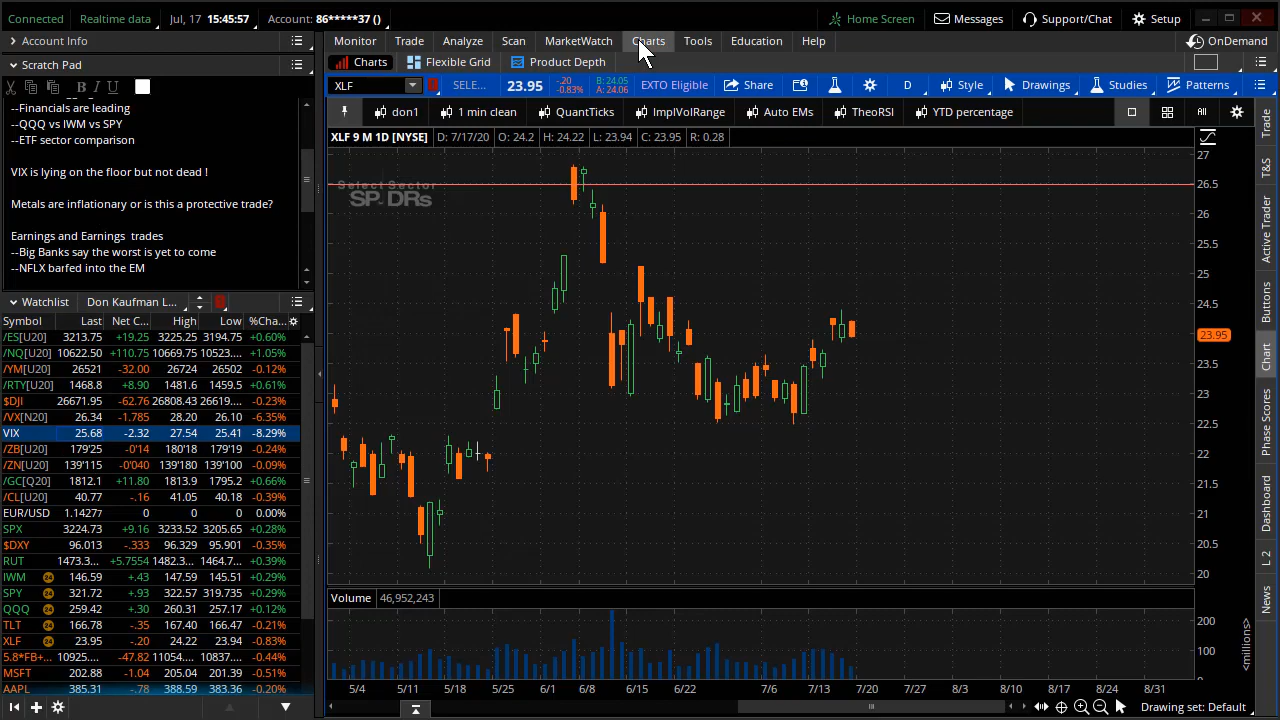 Connected Realtime data Jul, 17 15:45:57 Account: 86*****37 () Home Screen Messages Support/Chat Setup
Account Info Monitor Trade Analyze Scan MarketWatch Charts Tools Education Help OnDemand
Scratch Pad
Charts Flexible Grid Product Depth
B I U
XLF SELE... 23.95 -.20 -0.83% B: 24.05 A: 24.06 EXTO Eligible Share D Style Drawings Studies Patterns
don1 1 min clean QuantTicks ImplVolRange Auto EMs TheoRSI YTD percentage All
--Financials are leading
--QQQ vs IWM vs SPY
--ETF sector comparison
VIX is lying on the floor but not dead !
Metals are inflationary or is this a protective trade?
Earnings and Earnings trades
--Big Banks say the worst is yet to come
--NFLX barfed into the EM
Watchlist Don Kaufman L...
Symbol Last Net C... High Low %Cha...
/ES[U20] 3213.75 +19.25 3225.25 3194.75 +0.60%
/NQ[U20] 10622.50 +110.75 10669.75 10523.... +1.05%
/YM[U20] 26521 -32.00 26724 26502 -0.12%
/RTY[U20] 1468.8 +8.90 1481.6 1459.5 +0.61%
$DJI 26671.95 -62.76 26808.43 26619.... -0.23%
/VX[N20] 26.34 -1.785 28.20 26.10 -6.35%
VIX 25.68 -2.32 27.54 25.41 -8.29%
/ZB[U20] 179'25 -0'14 180'18 179'19 -0.24%
/ZN[U20] 139'115 -0'040 139'180 139'100 -0.09%
/GC[Q20] 1812.1 +11.80 1813.9 1795.2 +0.66%
/CL[U20] 40.77 -.16 41.05 40.18 -0.39%
EUR/USD 1.14277 0 0 0 0.00%
SPX 3224.73 +9.16 3233.52 3205.65 +0.28%
$DXY 96.013 -.333 96.329 95.901 -0.35%
RUT 1473.3... +5.7554 1482.3... 1464.7... +0.39%
IWM 24 146.59 +.43 147.59 145.51 +0.29%
SPY 24 321.72 +.93 322.57 319.735 +0.29%
QQQ 24 259.42 +.30 260.31 257.17 +0.12%
TLT 24 166.78 -.35 167.40 166.47 -0.21%
XLF 24 23.95 -.20 24.22 23.94 -0.83%
5.8*FB+... 10925.... -47.82 11054.... 10827.... -0.44%
MSFT 202.88 -1.04 205.04 201.39 -0.51%
AAPL 385.31 -.78 388.59 383.36 -0.20%
XLF 9 M 1D [NYSE] D: 7/17/20 O: 24.2 H: 24.22 L: 23.94 C: 23.95 R: 0.28
Select Sector
SPDRs
27
26.5
26
25.5
25
24.5
23.95
23.5
23
22.5
22
21.5
21
20.5
20
Volume 46,952,243
200
100
<millions>
5/4 5/11 5/18 5/25 6/1 6/8 6/15 6/22 7/6 7/13 7/20 7/27 8/3 8/10 8/17 8/24 8/31
Drawing set: Default
Trade
T&S
Active Trader
Buttons
Chart
Phase Scores
Dashboard
L 2
News